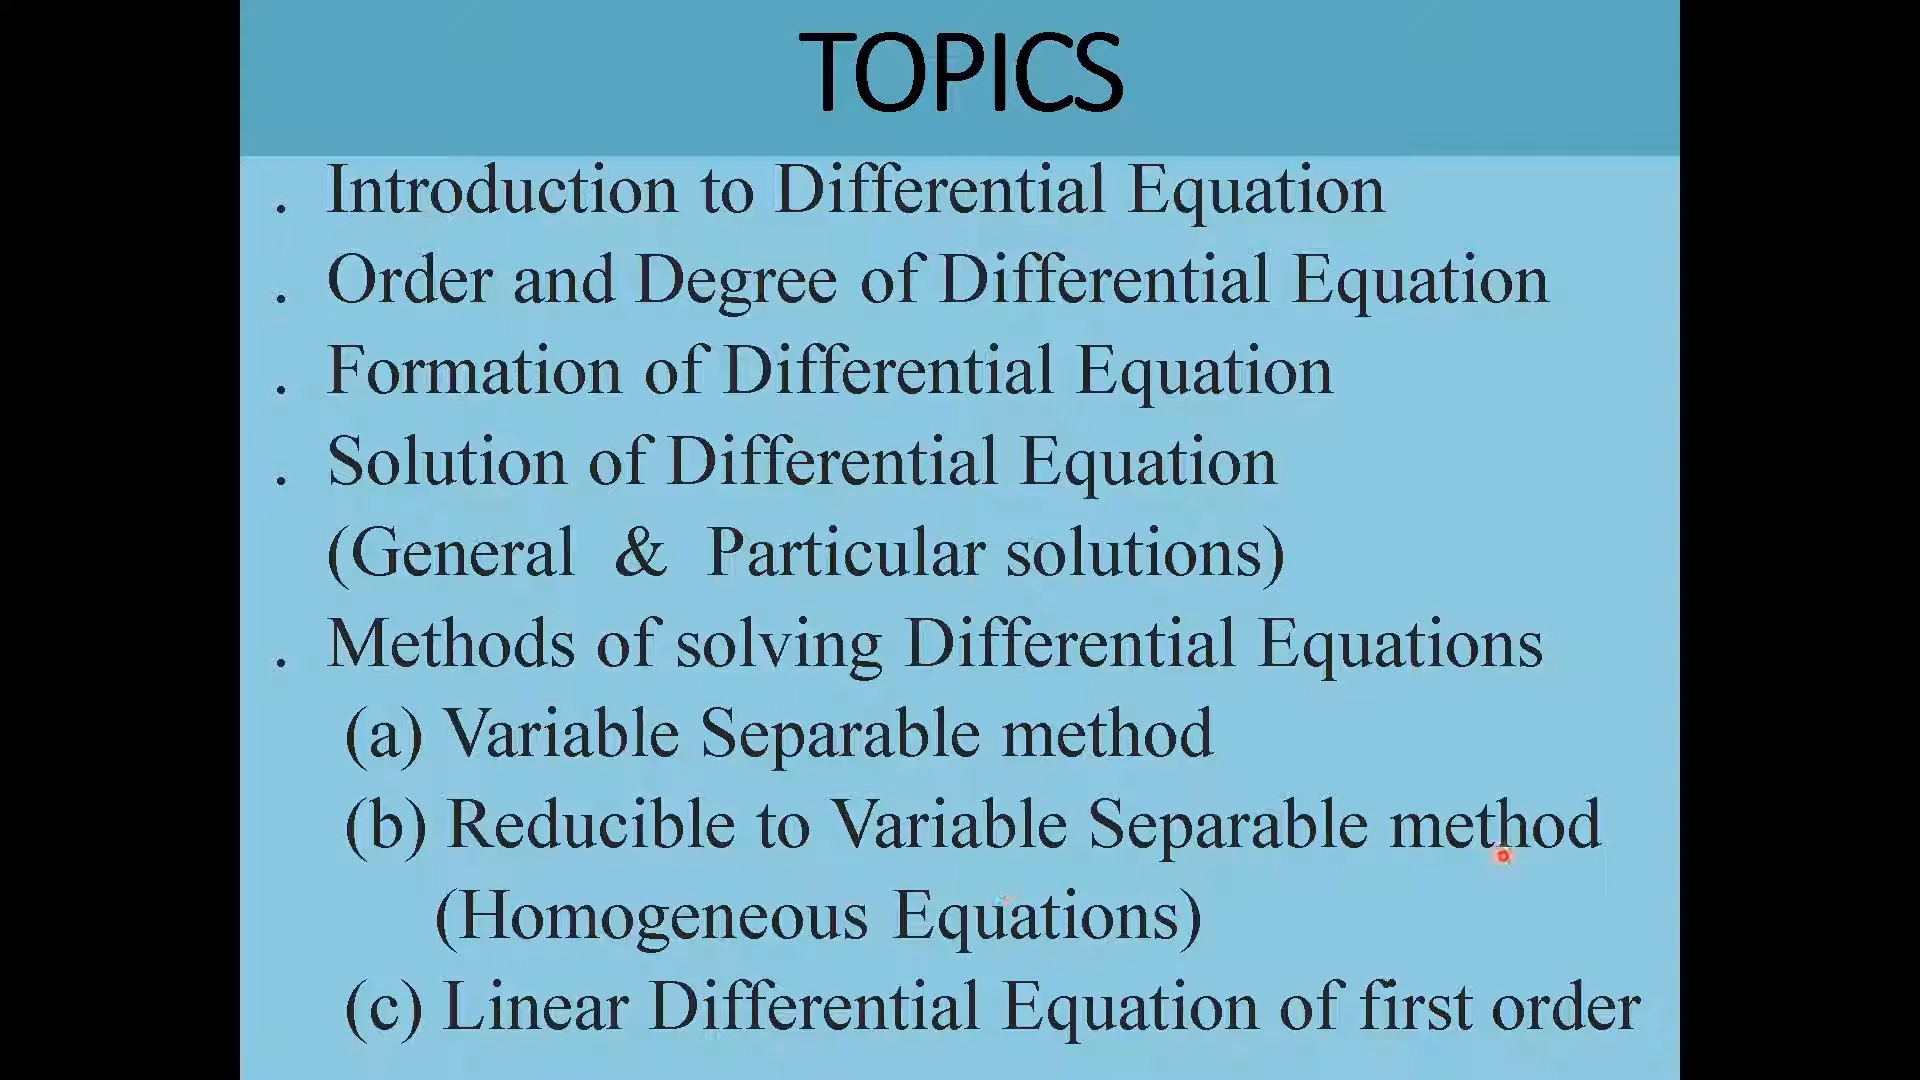 TOPICS
. Introduction to Differential Equation
. Order and Degree of Differential Equation
. Formation of Differential Equation
. Solution of Differential Equation
(General & Particular solutions)
. Methods of solving Differential Equations
(a) Variable Separable method
(b) Reducible to Variable Separable method
(Homogeneous Equations)
(c) Linear Differential Equation of first order